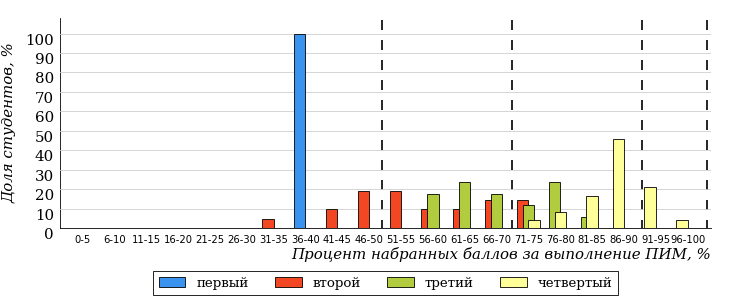 Доля студентов, %
100
90
80
70
60
50
40
30
20
10
0
0-5 6-10 11-15 16-20 21-25 26-30 31-35 36-40 41-45 46-50 51-55 56-60 61-65 66-70 71-75 76-80 81-85 86-90 91-95 96-100
Процент набранных баллов за выполнение ПИМ, %
первый второй третий четвертый